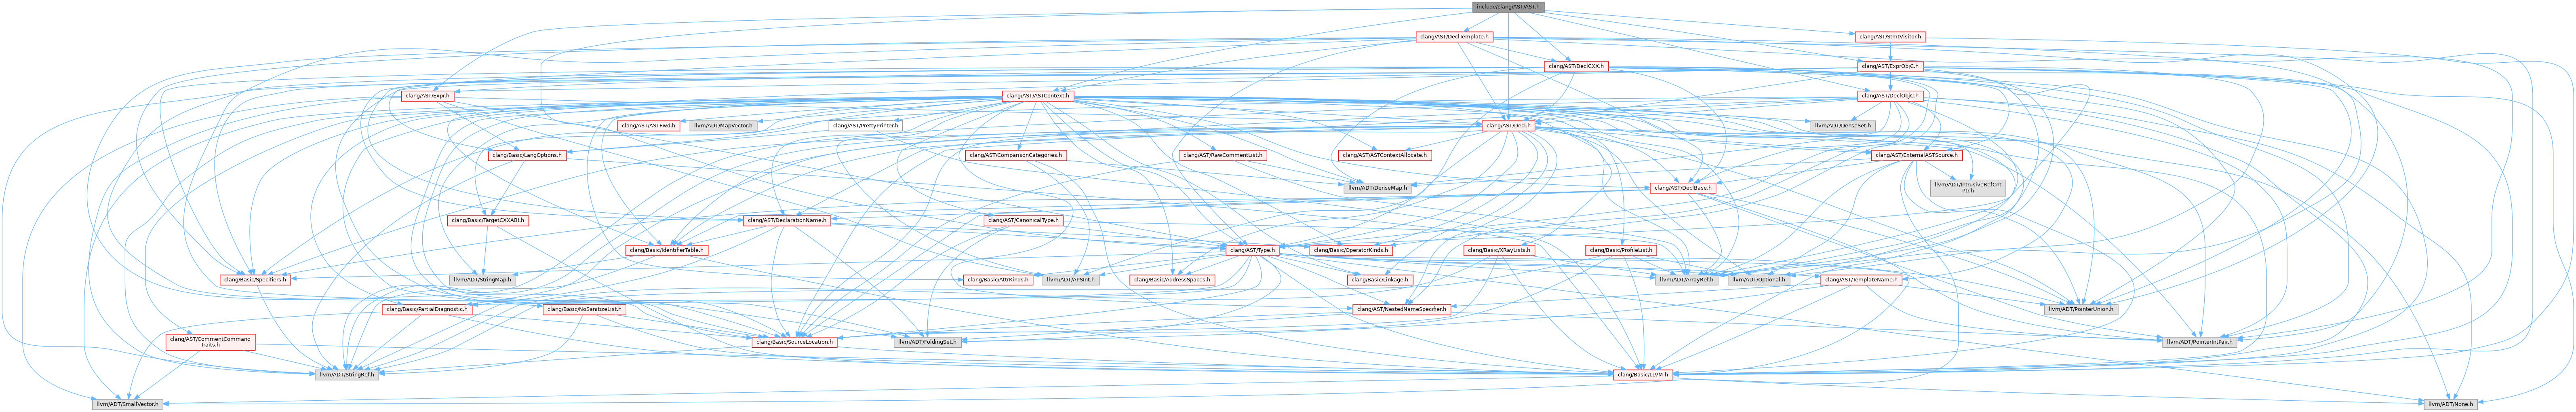 include/clang/AST/AST.h
clang/AST/DeclTemplate.h
clang/AST/StmtVisitor.h
clang/AST/DeclCXX.h
clang/AST/ExprObjC.h
clang/AST/Expr.h
clang/AST/ASTContext.h
clang/AST/DeclObjC.h
clang/AST/ASTFwd.h
llvm/ADT/MapVector.h
clang/AST/PrettyPrinter.h
clang/AST/Decl.h
llvm/ADT/DenseSet.h
clang/Basic/LangOptions.h
clang/AST/ComparisonCategories.h
clang/AST/RawCommentList.h
clang/AST/ASTContextAllocate.h
clang/AST/ExternalASTSource.h
llvm/ADT/DenseMap.h
clang/AST/DeclBase.h
llvm/ADT/IntrusiveRefCnt
Ptr.h
clang/Basic/TargetCXXABI.h
clang/AST/DeclarationName.h
clang/AST/CanonicalType.h
clang/Basic/IdentifierTable.h
clang/AST/Type.h
clang/Basic/OperatorKinds.h
clang/Basic/XRayLists.h
clang/Basic/ProfileList.h
clang/Basic/Specifiers.h
llvm/ADT/StringMap.h
clang/Basic/AttrKinds.h
llvm/ADT/APSInt.h
clang/Basic/AddressSpaces.h
clang/Basic/Linkage.h
llvm/ADT/ArrayRef.h
llvm/ADT/Optional.h
clang/AST/TemplateName.h
clang/Basic/PartialDiagnostic.h
clang/Basic/NoSanitizeList.h
clang/AST/NestedNameSpecifier.h
llvm/ADT/PointerUnion.h
clang/AST/CommentCommand
Traits.h
clang/Basic/SourceLocation.h
llvm/ADT/FoldingSet.h
llvm/ADT/PointerIntPair.h
llvm/ADT/StringRef.h
clang/Basic/LLVM.h
llvm/ADT/SmallVector.h
llvm/ADT/None.h